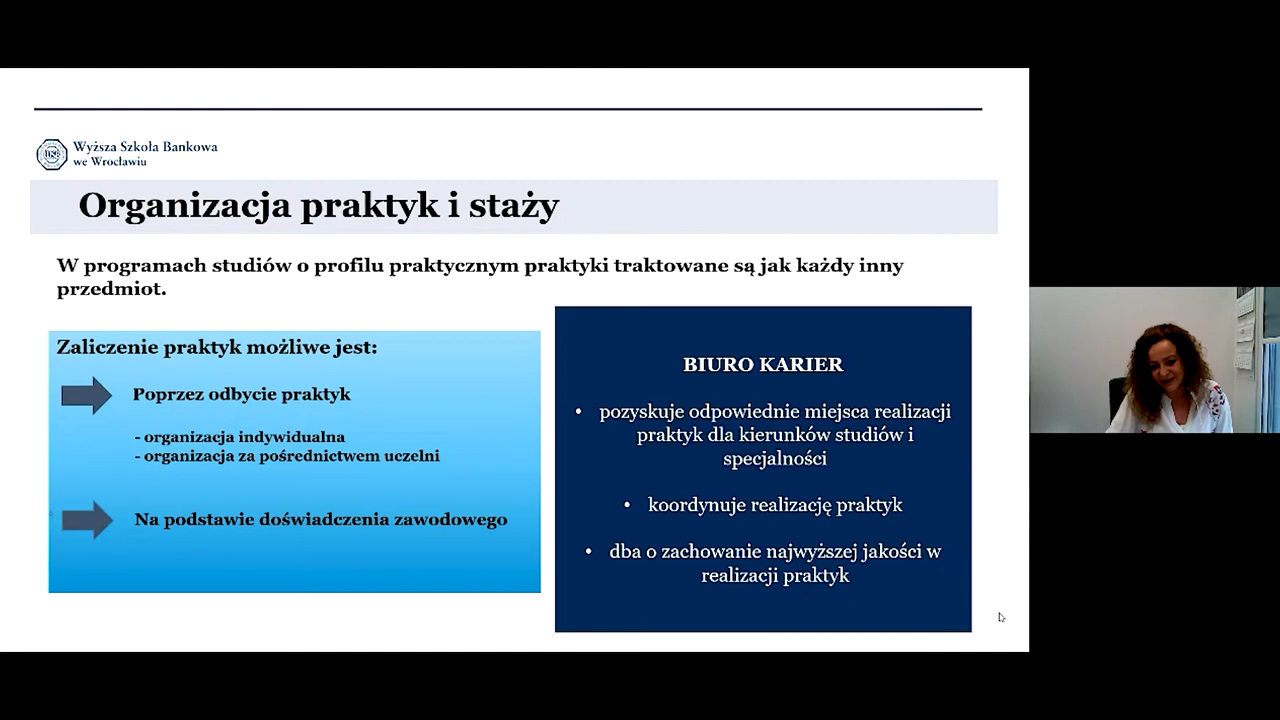 Wyższa Szkoła Bankowa
we Wrocławiu
Organizacja praktyk i staży
W programach studiów o profilu praktycznym praktyki traktowane są jak każdy inny
przedmiot.
Zaliczenie praktyk możliwe jest:
Poprzez odbycie praktyk
- organizacja indywidualna
- organizacja za pośrednictwem uczelni
Na podstawie doświadczenia zawodowego
BIURO KARIER
• pozyskuje odpowiednie miejsca realizacji
praktyk dla kierunków studiów i
specjalności
• koordynuje realizację praktyk
• dba o zachowanie najwyższej jakości w
realizacji praktyk